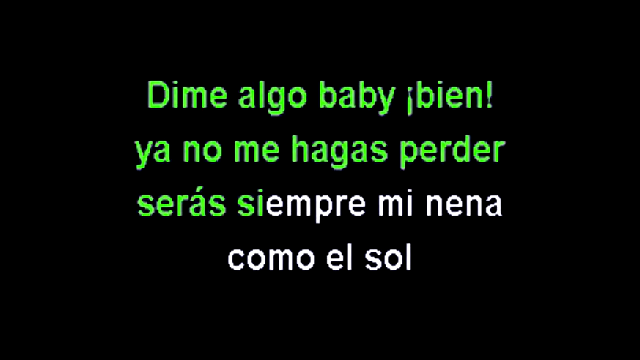 Dime algo baby ¡bien!
ya no me hagas perder
serás siempre mi nena
como el sol